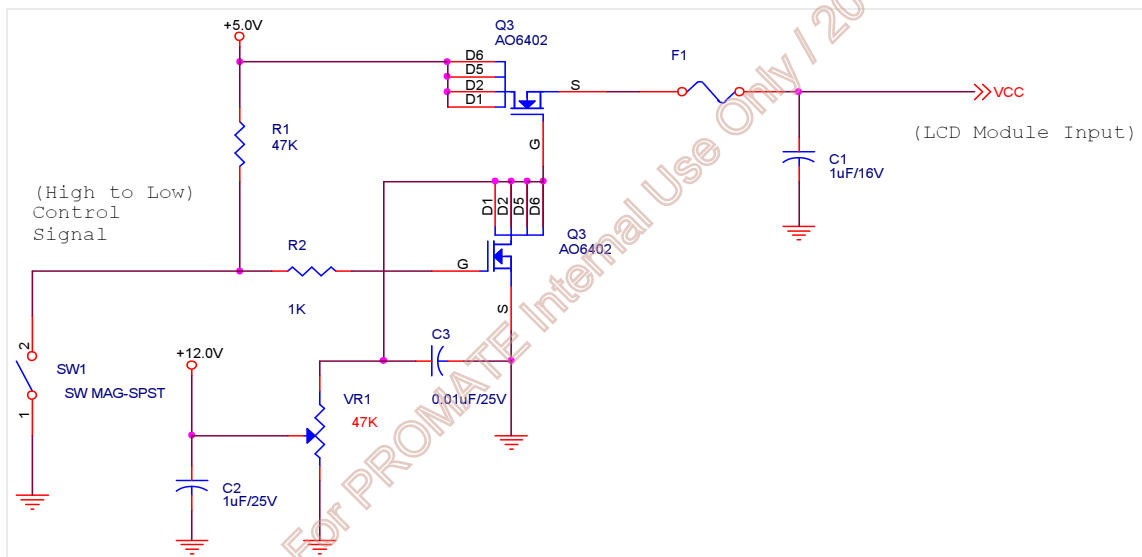 +5.0V
Q3
AO6402
D6
D5
D2
D1
S
G
F1
VCC
(LCD Module Input)
R1
47K
C1
1uF/16V
(High to Low)
Control
Signal
D1
D2
D5
D6
Q3
AO6402
R2
1K
G
S
+12.0V
C3
0.01uF/25V
2
SW1
SW MAG-SPST
1
VR1
47K
C2
1uF/25V
For PROMATE Internal Use Only / 20